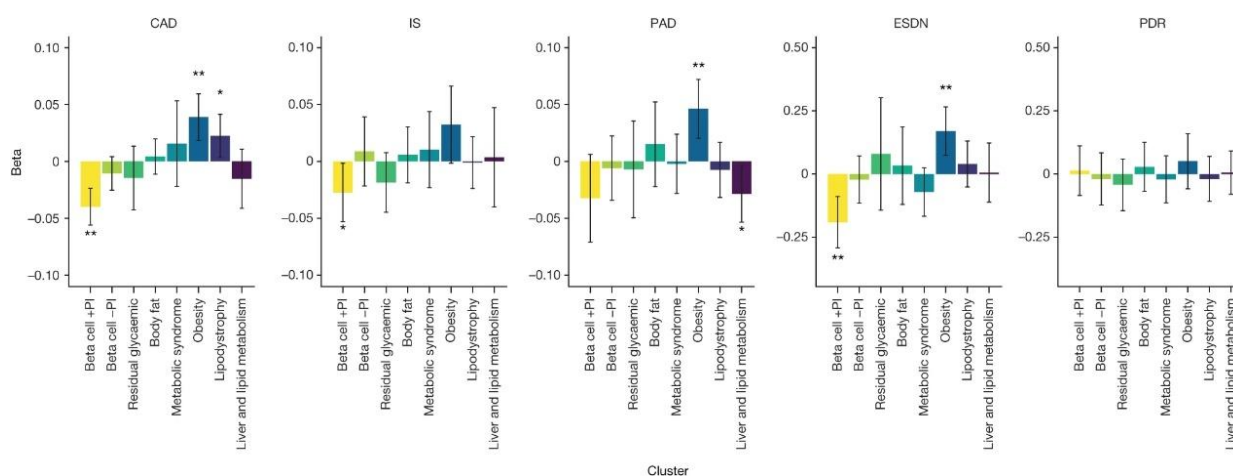 CAD
IS
PAD
ESDN
PDR
Beta
0.10
0.05
0
−0.05
−0.10
**
**
*
Beta cell +PI
Beta cell −PI
Residual glycaemic
Body fat
Metabolic syndrome
Obesity
Lipodystrophy
Liver and lipid metabolism
0.10
0.05
0
−0.05
−0.10
*
Beta cell +PI
Beta cell −PI
Residual glycaemic
Body fat
Metabolic syndrome
Obesity
Lipodystrophy
Liver and lipid metabolism
0.10
0.05
0
−0.05
−0.10
**
*
Beta cell +PI
Beta cell −PI
Residual glycaemic
Body fat
Metabolic syndrome
Obesity
Lipodystrophy
Liver and lipid metabolism
0.50
0.25
0
−0.25
**
**
Beta cell +PI
Beta cell −PI
Residual glycaemic
Body fat
Metabolic syndrome
Obesity
Lipodystrophy
Liver and lipid metabolism
0.50
0.25
0
−0.25
Beta cell +PI
Beta cell −PI
Residual glycaemic
Body fat
Metabolic syndrome
Obesity
Lipodystrophy
Liver and lipid metabolism
Cluster